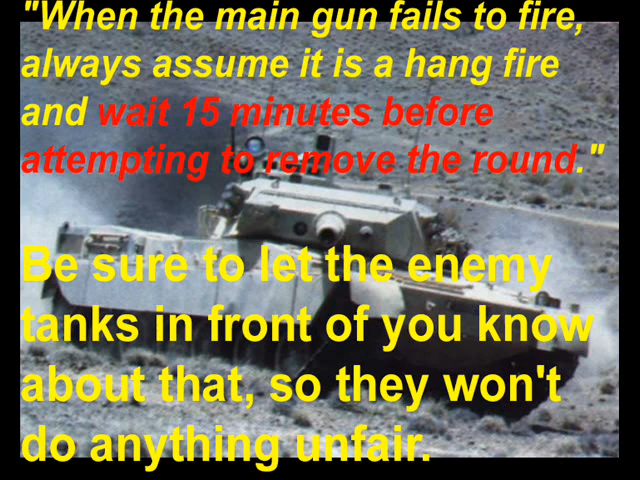 "When the main gun fails to fire,
always assume it is a hang fire
and wait 15 minutes before
attempting to remove the round."
Be sure to let the enemy
tanks in front of you know
about that, so they won't
do anything unfair.